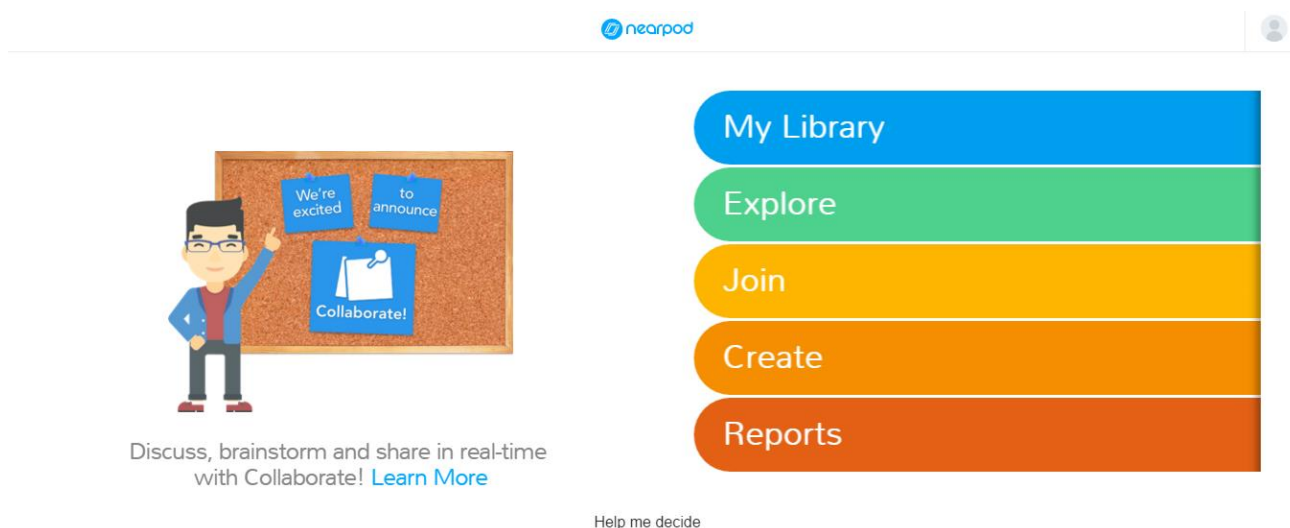 nearpod
We're
excited
to
announce
Collaborate!
Discuss, brainstorm and share in real-time
with Collaborate! Learn More
My Library
Explore
Join
Create
Reports
Help me decide